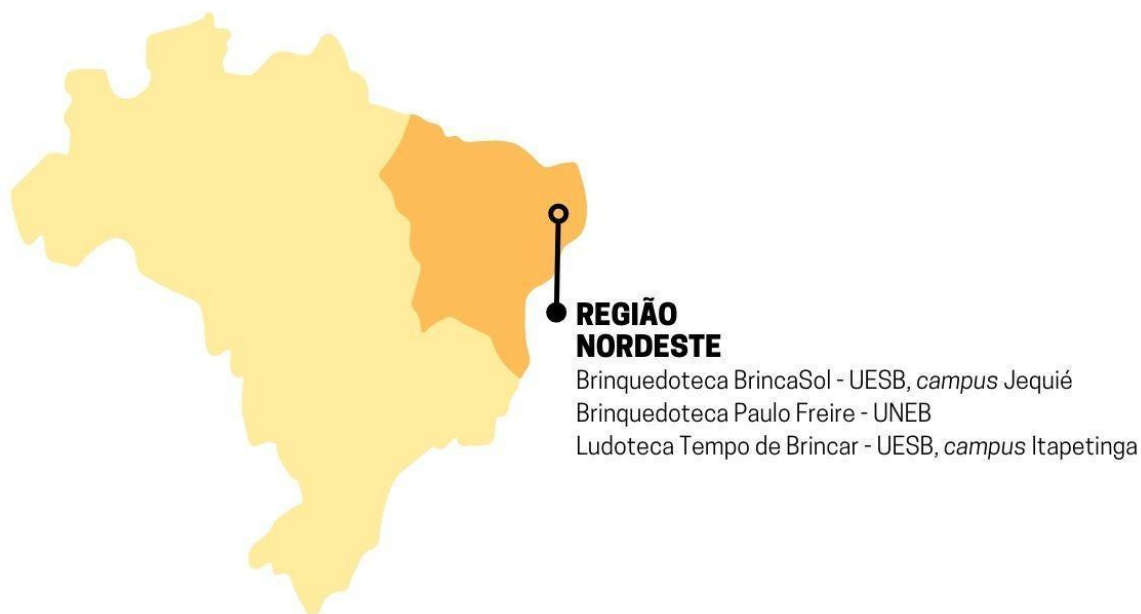 REGIÃO
NORDESTE
Brinquedoteca BrincaSol - UESB, campus Jequié
Brinquedoteca Paulo Freire - UNEB
Ludoteca Tempo de Brincar - UESB, campus Itapetinga